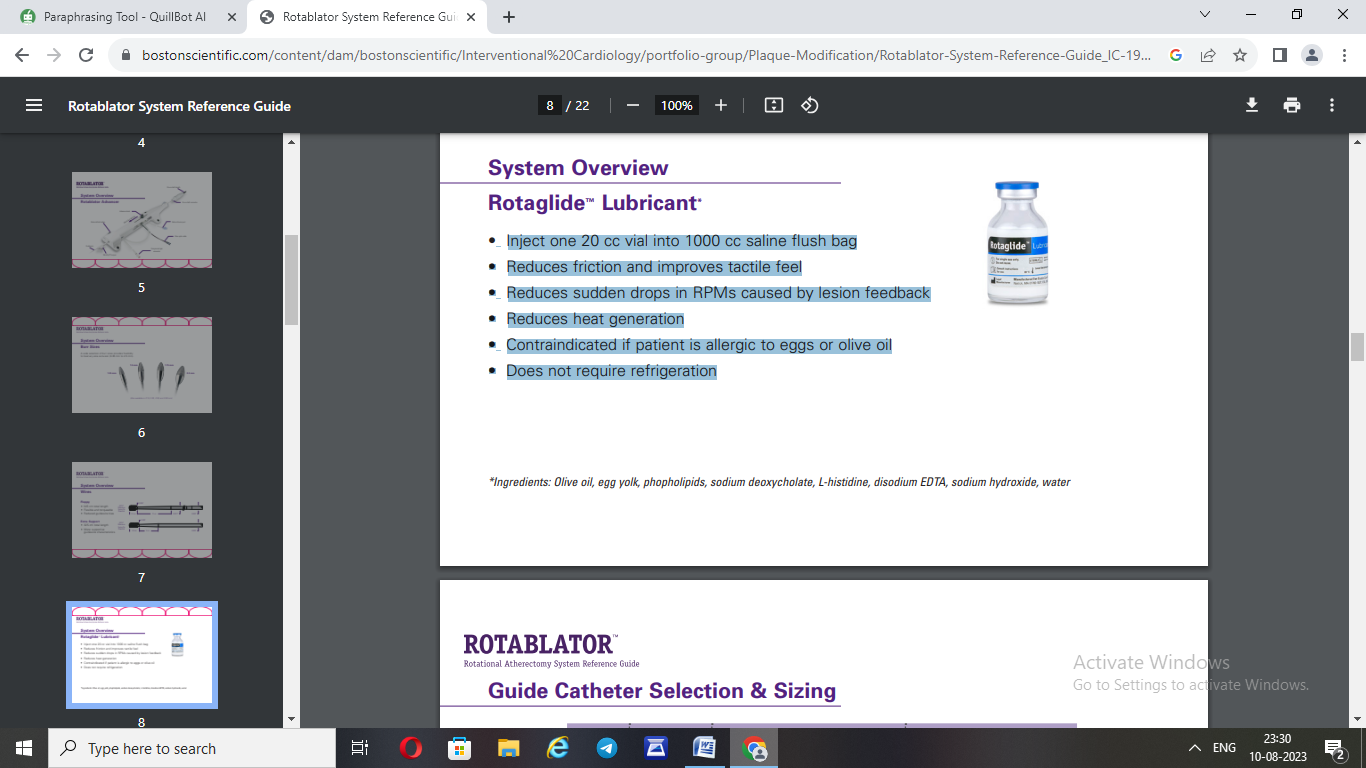 Paraphrasing Tool - QuillBot AI
Rotablator System Reference Gui
bostonscientific.com/content/dam/bostonscientific/Interventional%20Cardiology/portfolio-group/Plaque-Modification/Rotablator-System-Reference-Guide_IC-19...
Rotablator System Reference Guide
8 / 22
100%
4
5
6
7
8
System Overview
Rotaglide™ Lubricant*
• Inject one 20 cc vial into 1000 cc saline flush bag
• Reduces friction and improves tactile feel
• Reduces sudden drops in RPMs caused by lesion feedback
• Reduces heat generation
• Contraindicated if patient is allergic to eggs or olive oil
• Does not require refrigeration
Rotaglide™
*Ingredients: Olive oil, egg yolk, phopholipids, sodium deoxycholate, L-histidine, disodium EDTA, sodium hydroxide, water
ROTABLATOR™
Rotational Atherectomy System Reference Guide
Guide Catheter Selection & Sizing
Activate Windows
Go to Settings to activate Windows.
Type here to search
ENG
23:30
10-08-2023
2